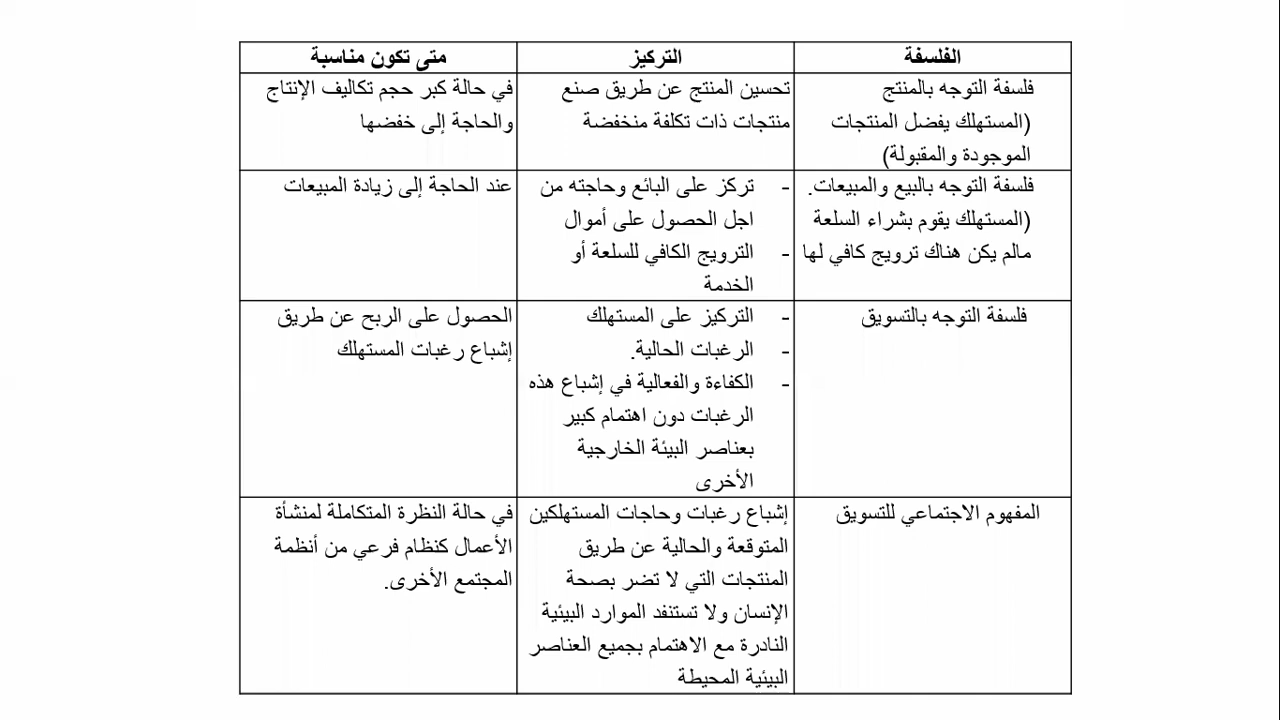 الفلسفة
التركيز
متى تكون مناسبة
فلسفة التوجه بالمنتج
(المستهلك يفضل المنتجات
الموجودة والمقبولة)
تحسين المنتج عن طريق صنع
منتجات ذات تكلفة منخفضة
في حالة كبر حجم تكاليف الإنتاج
والحاجة إلى خفضها
فلسفة التوجه بالبيع والمبيعات.
(المستهلك يقوم بشراء السلعة
مالم يكن هناك ترويج كافي لها
- تركز على البائع وحاجته من
اجل الحصول على أموال
- الترويج الكافي للسلعة أو
الخدمة
عند الحاجة إلى زيادة المبيعات
فلسفة التوجه بالتسويق
- التركيز على المستهلك
- الرغبات الحالية.
- الكفاءة والفعالية في إشباع هذه
الرغبات دون اهتمام كبير
بعناصر البيئة الخارجية
الأخرى
الحصول على الربح عن طريق
إشباع رغبات المستهلك
المفهوم الاجتماعي للتسويق
إشباع رغبات وحاجات المستهلكين
المتوقعة والحالية عن طريق
المنتجات التي لا تضر بصحة
الإنسان ولا تستنفد الموارد البيئية
النادرة مع الاهتمام بجميع العناصر
البيئية المحيطة
في حالة النظرة المتكاملة لمنشأة
الأعمال كنظام فرعي من أنظمة
المجتمع الأخرى.